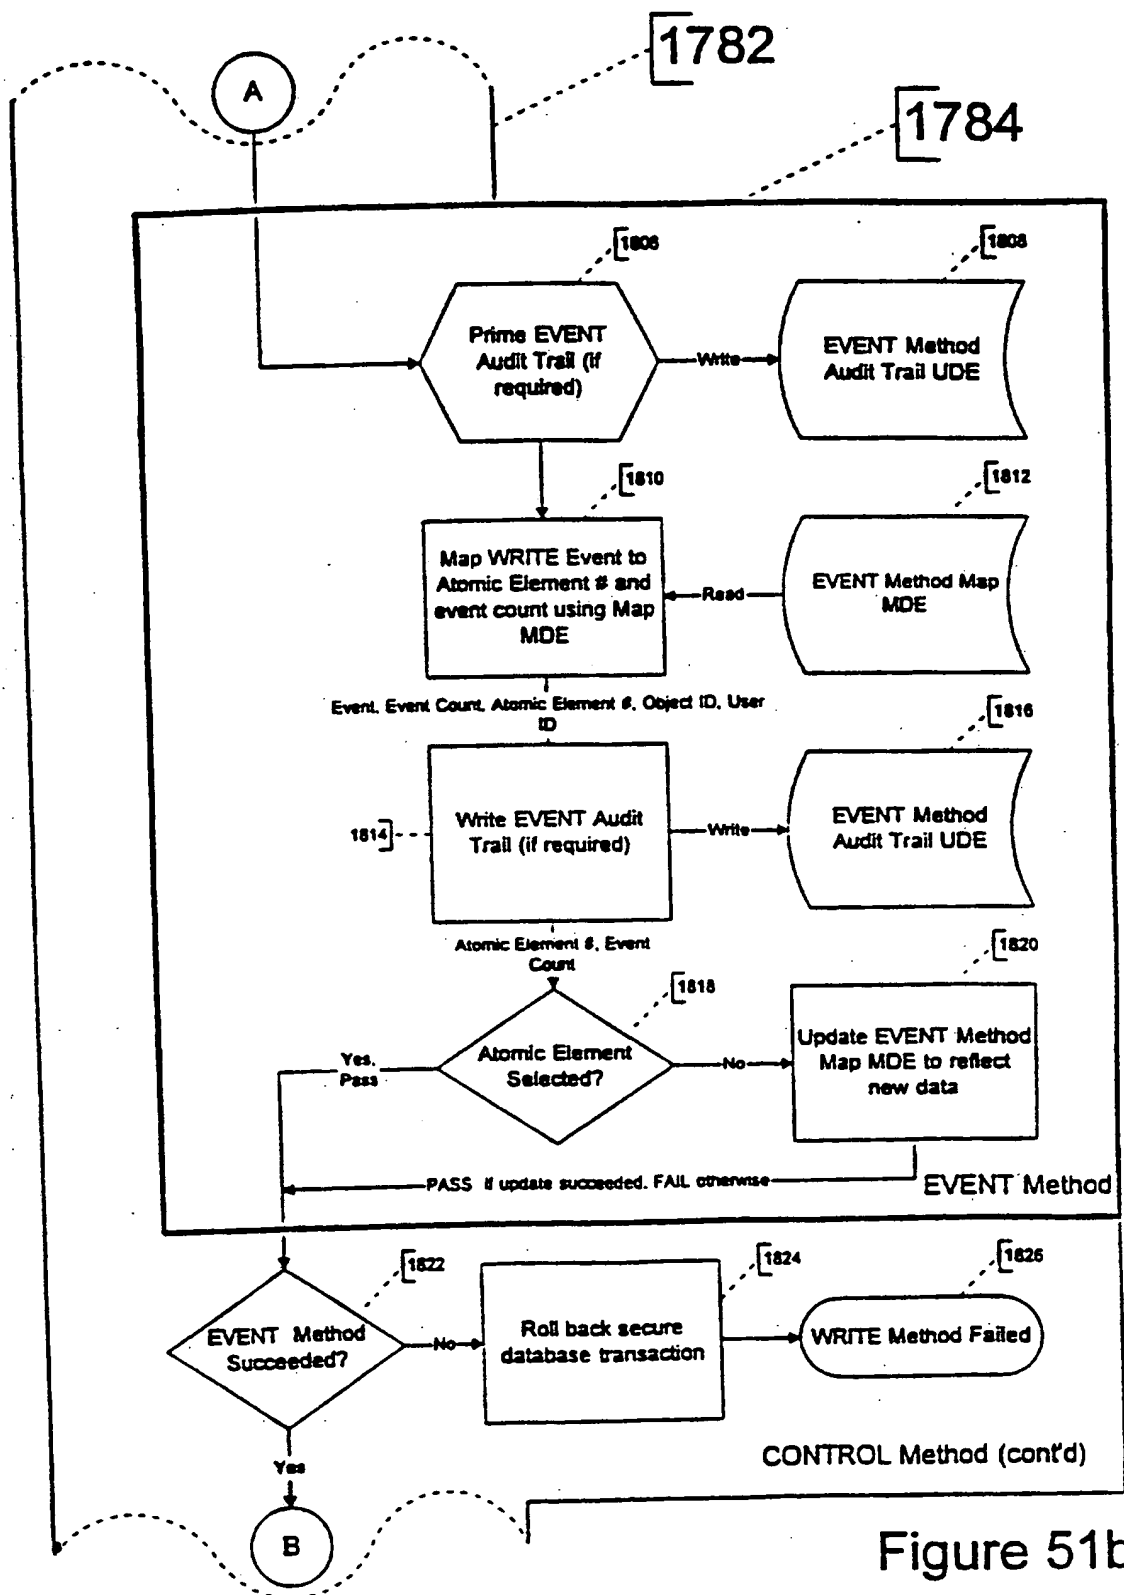 1782
A
1784
1806
1808
Prime EVENT
Audit Trail (if
required)
Write
EVENT Method
Audit Trail UDE
1810
1812
Map WRITE Event to
Atomic Element # and
event count using Map
MDE
Read
EVENT Method Map
MDE
Event, Event Count, Atomic Element #, Object ID, User
ID
1816
1814
Write EVENT Audit
Trail (if required)
Write
EVENT Method
Audit Trail UDE
Atomic Element #, Event
Count
1820
1818
Yes,
Pass
Atomic Element
Selected?
No
Update EVENT Method
Map MDE to reflect
new data
PASS if update succeeded, FAIL otherwise
EVENT Method
1822
1824
1826
EVENT Method
Succeeded?
No
Roll back secure
database transaction
WRITE Method Failed
Yes
CONTROL Method (cont'd)
B
Figure 51b